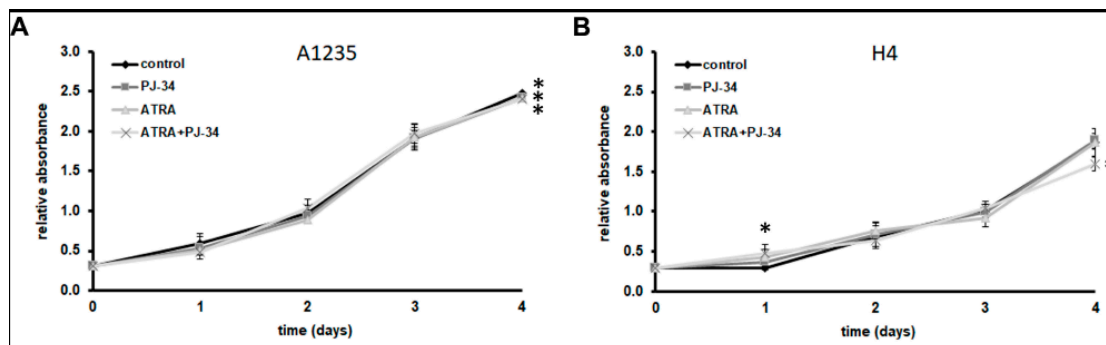 A
A1235
3.0
2.5
2.0
1.5
1.0
0.5
0.0
relative absorbance
control
PJ-34
ATRA
ATRA+PJ-34
*
*
*
0 1 2 3 4
time (days)
B
H4
3.0
2.5
2.0
1.5
1.0
0.5
0.0
relative absorbance
control
PJ-34
ATRA
ATRA+PJ-34
*
0 1 2 3 4
time (days)